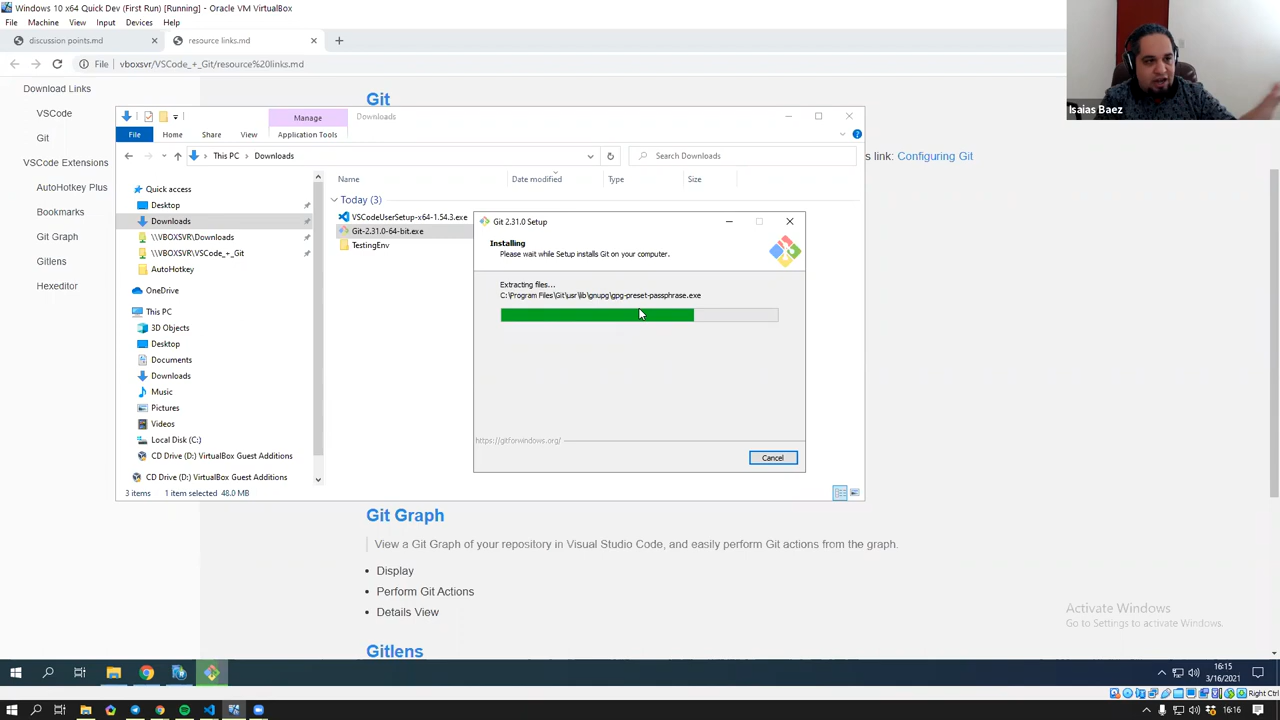 Windows 10 x64 Quick Dev (First Run) [Running] - Oracle VM VirtualBox
File Machine View Input Devices Help
discussion points.md
resource links.md
File vboxsvr/VSCode_+_Git/resource%20links.md
Isaias Baez
Download Links
VSCode
Git
VSCode Extensions
AutoHotkey Plus
Bookmarks
Git Graph
Gitlens
Hexeditor
Git
s link: Configuring Git
Manage
Downloads
File Home Share View Application Tools
This PC Downloads
Search Downloads
Name Date modified Type Size
Quick access
Desktop
Downloads
\\VBOXSVR\Downloads
\\VBOXSVR\VSCode_+_Git
AutoHotkey
OneDrive
This PC
3D Objects
Desktop
Documents
Downloads
Music
Pictures
Videos
Local Disk (C:)
CD Drive (D:) VirtualBox Guest Additions
CD Drive (D:) VirtualBox Guest Additions
Today (3)
VSCodeUserSetup-x64-1.54.3.exe
Git-2.31.0-64-bit.exe
TestingEnv
3 items 1 item selected 48.0 MB
Git 2.31.0 Setup
Installing
Please wait while Setup installs Git on your computer.
Extracting files...
C:\Program Files\Git\usr\lib\gnupg\gpg-preset-passphrase.exe
https://gitforwindows.org/
Cancel
Git Graph
View a Git Graph of your repository in Visual Studio Code, and easily perform Git actions from the graph.
Display
Perform Git Actions
Details View
Gitlens
Activate Windows
Go to Settings to activate Windows.
16:15
3/16/2021
Right Ctrl
16:16